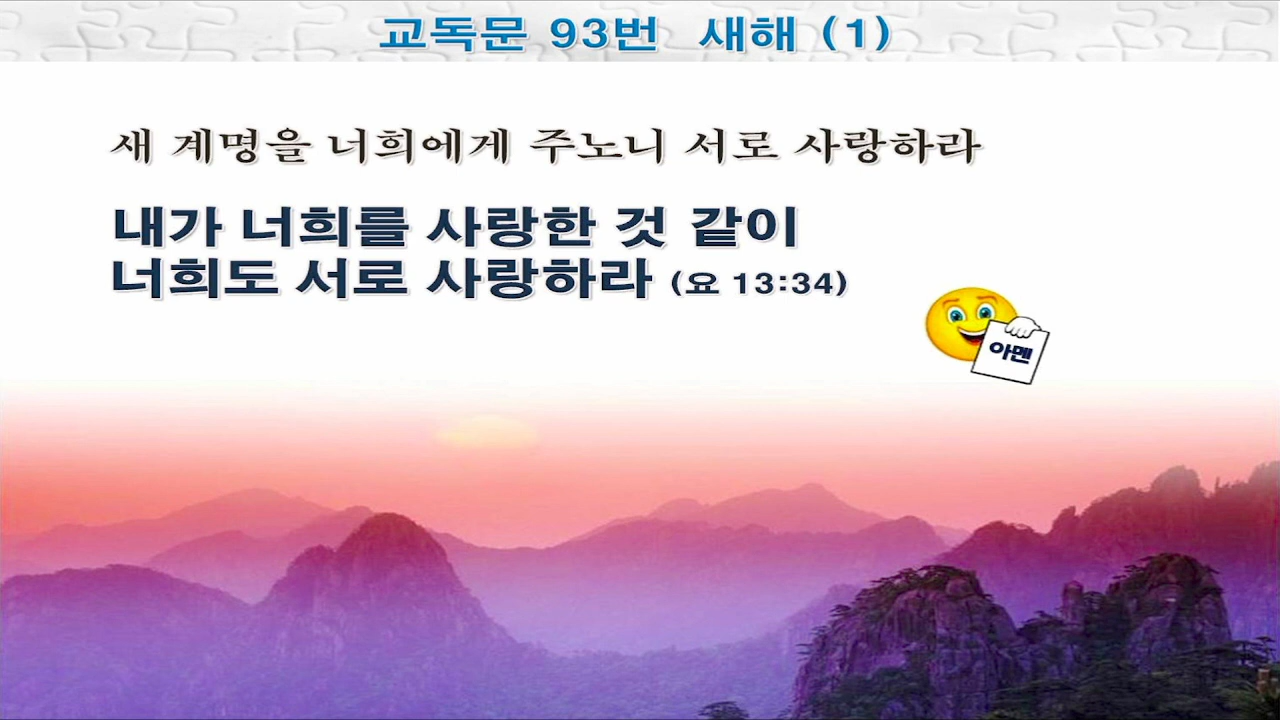 교독문 93번 새해 (1)
새 계명을 너희에게 주노니 서로 사랑하라
내가 너희를 사랑한 것 같이
너희도 서로 사랑하라 (요 13:34)
아멘